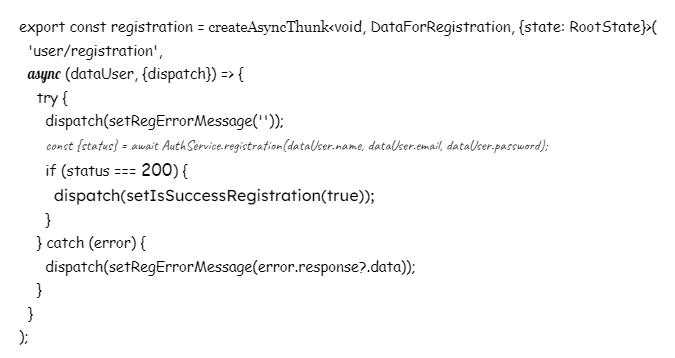 export const registration = createAsyncThunk<void, DataForRegistration, {state: RootState}>(
'user/registration',
async (dataUser, {dispatch}) => {
try {
dispatch(setRegErrorMessage(''));
const {status} = await AuthService.registration(dataUser.name, dataUser.email, dataUser.password);
if (status === 200) {
dispatch(setIsSuccessRegistration(true));
}
} catch (error) {
dispatch(setRegErrorMessage(error.response?.data));
}
}
);